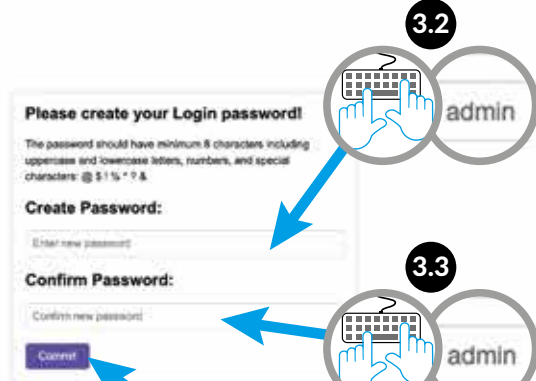 3.2
admin
Please create your Login password!
The password should have minimum 8 characters including
uppercase and lowercase letters, numbers, and special
characters: @ $ ! % * ? &
Create Password:
Enter new password
3.3
Confirm Password:
Confirm new password
admin
Commit